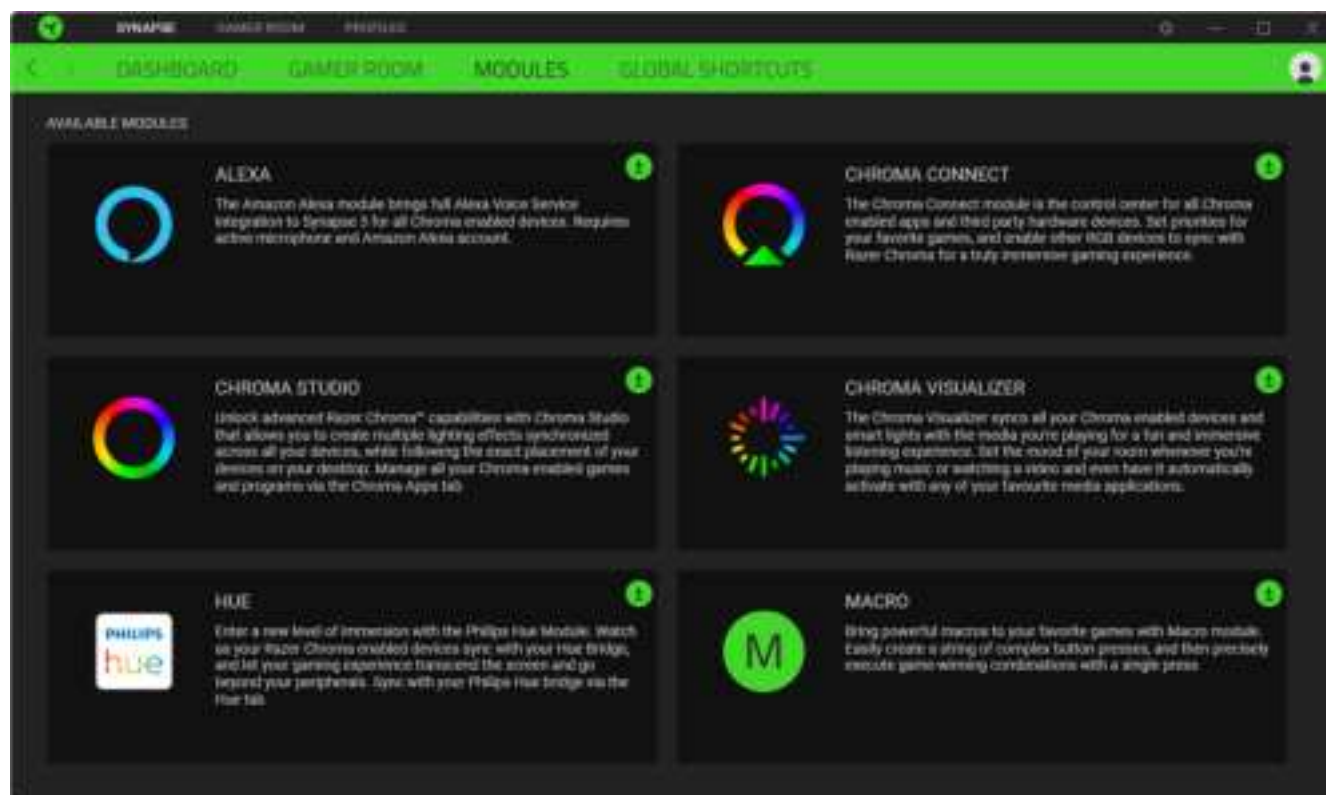 SYNAPSE GAMER ROOM PROFILES
DASHBOARD GAMER ROOM MODULES GLOBAL SHORTCUTS
AVAILABLE MODULES
ALEXA
The Amazon Alexa module brings full Alexa Voice Service
integration to Synapse 3 for all Chroma enabled devices. Requires
active microphone and Amazon Alexa account.
CHROMA CONNECT
The Chroma Connect module is the control center for all Chroma
enabled apps and third party hardware devices. Set priorities for
your favorite games, and enable other RGB devices to sync with
Razer Chroma for a truly immersive gaming experience.
CHROMA STUDIO
Unlock advanced Razer Chroma™ capabilities with Chroma Studio
that allows you to create multiple lighting effects synchronized
across all your devices, while following the exact placement of your
devices on your desktop. Manage all your Chroma enabled games
and programs via the Chroma Apps tab.
CHROMA VISUALIZER
The Chroma Visualizer syncs all your Chroma enabled devices and
smart lights with the media you're playing for a fun and immersive
listening experience. Set the mood of your room whenever you're
playing music or watching a video and even have it automatically
activate with any of your favourite media applications.
PHILIPS
hue
HUE
Enter a new level of immersion with the Philips Hue Module. Watch
as your Razer Chroma enabled devices sync with your Hue Bridge,
and let your gaming experience transcend the screen and go
beyond your peripherals. Sync with your Philips Hue bridge via the
Hue tab.
M
MACRO
Bring powerful macros to your favorite games with Macro module.
Easily create a string of complex button presses, and then precisely
execute game-winning combinations with a single press.